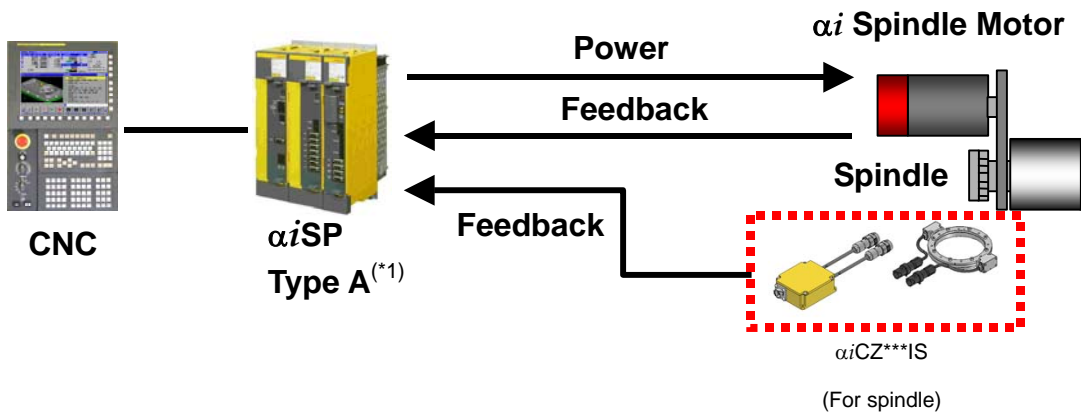 αi Spindle Motor
Power
Feedback
Spindle
Feedback
CNC
αiSP
Type A(*1)
αiCZ***IS
(For spindle)